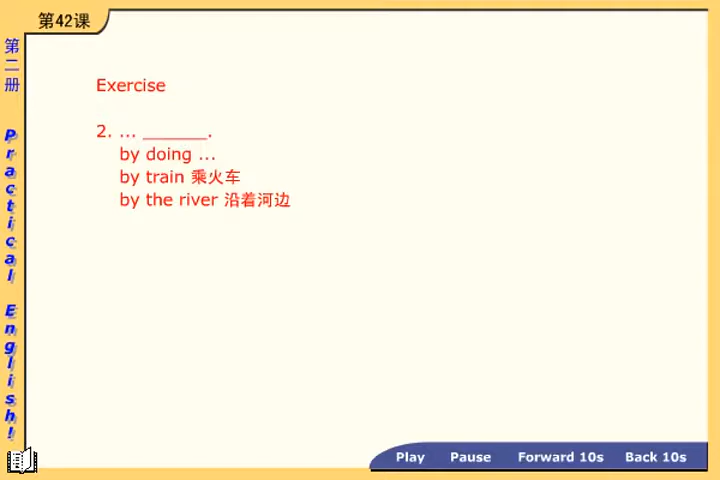 第42课
第二册
Practical English!
Exercise
2. ... _______.
by doing ...
by train 乘火车
by the river 沿着河边
Play Pause Forward 10s Back 10s